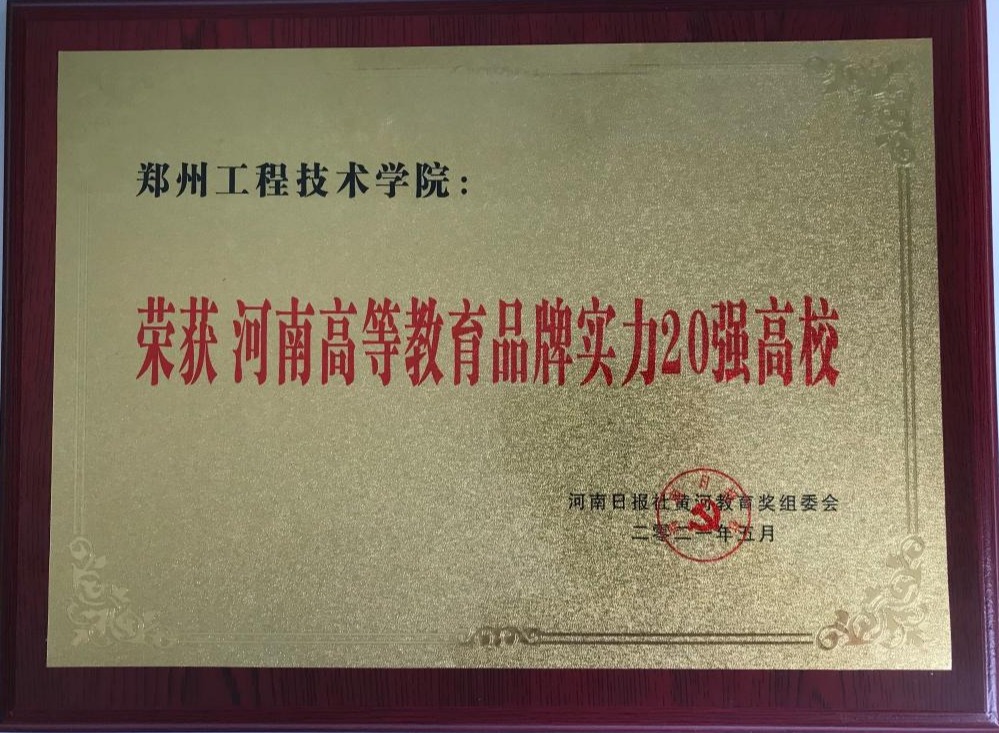 郑州工程技术学院：
荣获 河南高等教育品牌实力20强高校
河南日报社黄河教育奖组委会
二零二一年五月